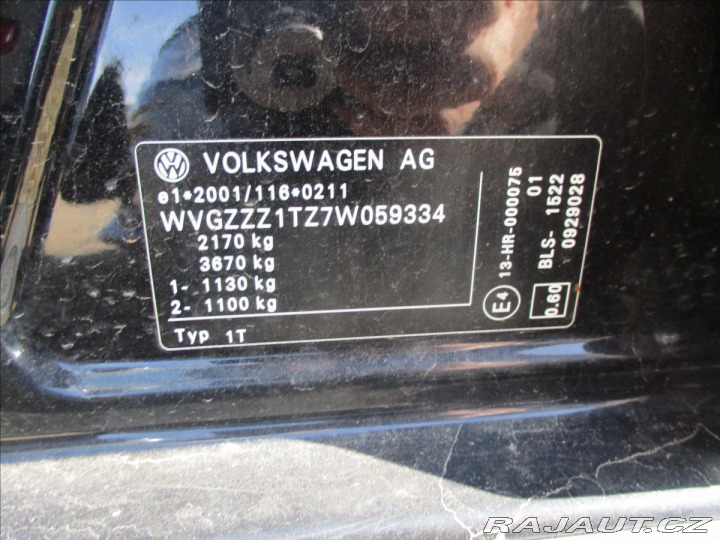 VOLKSWAGEN AG
e1*2001/116*0211
WVGZZZ1TZ7W059334
2170 kg
3670 kg
1- 1130 kg
2- 1100 kg
Typ 1T
E4
13-HR-000075
01
BLS- 1522
0929028
0.60
RAJAUT.CZ